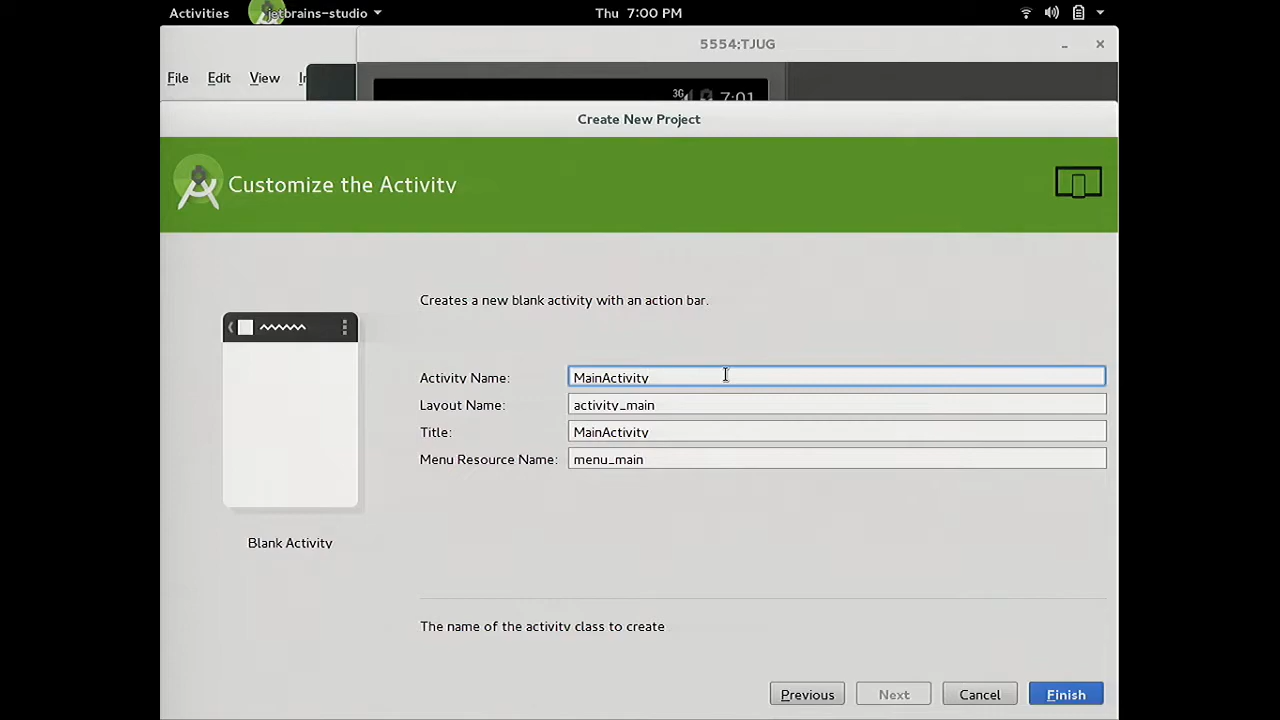 Activities jetbrains-studio Thu 7:00 PM
5554:TJUG
File Edit View
3G 7:01
Create New Project
Customize the Activity
Creates a new blank activity with an action bar.
Activity Name: MainActivity
Layout Name: activity_main
Title: MainActivity
Menu Resource Name: menu_main
Blank Activity
The name of the activity class to create
Previous Next Cancel Finish